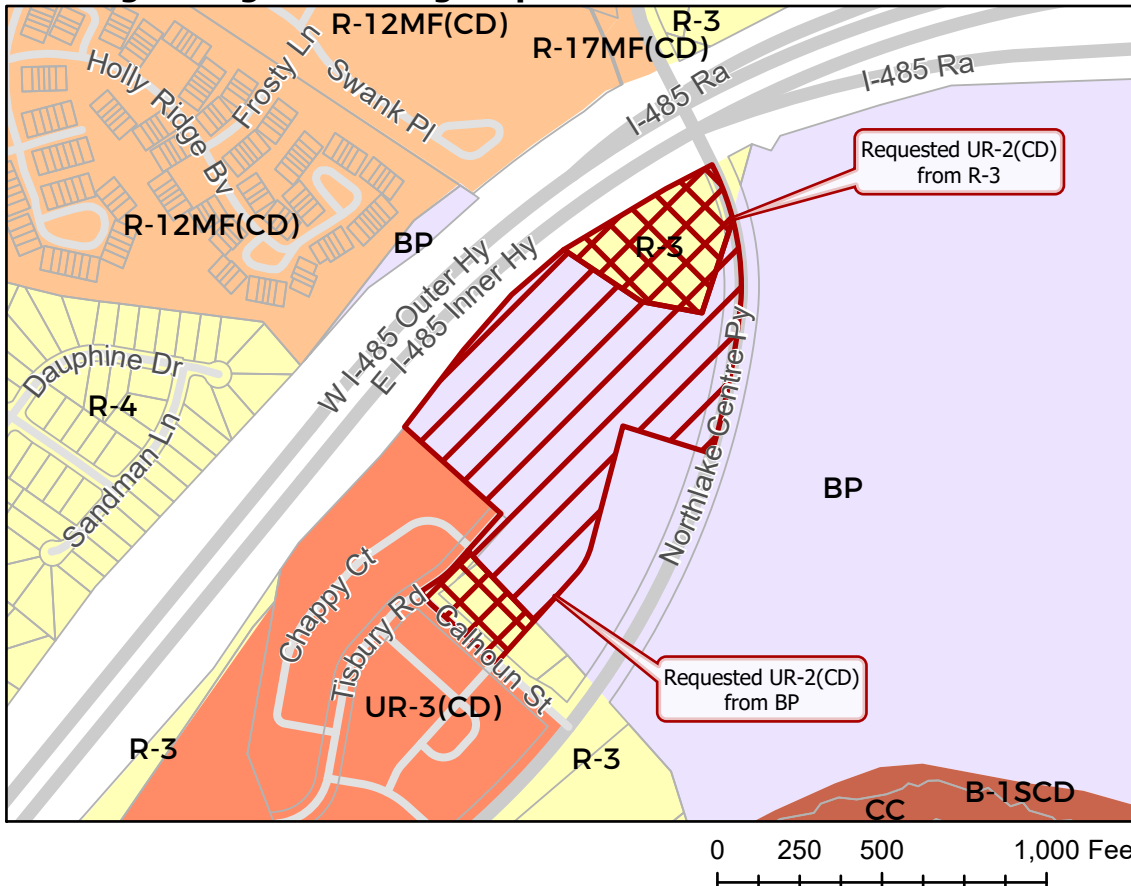 R-12MF(CD)
R-3
R-17MF(CD)
Frosty Ln
Swank Pl
Holly Ridge Bv
I-485 Ra
I-485 Ra
Requested UR-2(CD)
from R-3
R-12MF(CD)
BP
R-3
W I-485 Outer Hy
E I-485 Inner Hy
Dauphine Dr
R-4
Sandman Ln
Northlake Centre Py
BP
Chappy Ct
Tisbury Rd
Calhoun St
Requested UR-2(CD)
from BP
UR-3(CD)
R-3
R-3
B-1SCD
CC
0 250 500 1,000 Fee